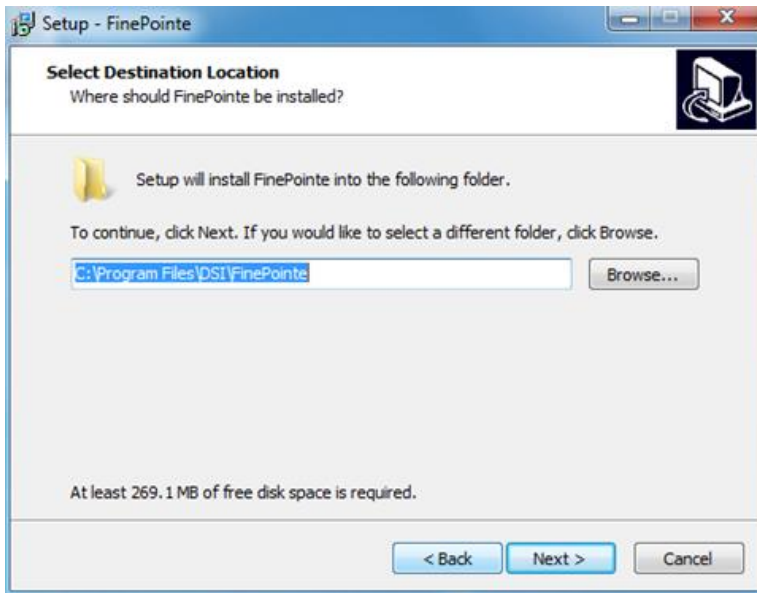 Setup - FinePointe
Select Destination Location
Where should FinePointe be installed?
Setup will install FinePointe into the following folder.
To continue, click Next. If you would like to select a different folder, click Browse.
C:\Program Files\DSI\FinePointe
Browse...
At least 269.1 MB of free disk space is required.
< Back
Next >
Cancel